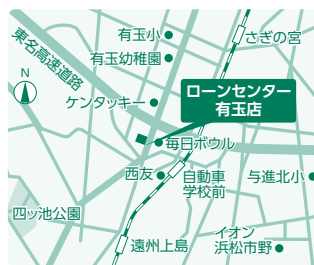 有玉小
さぎの宮
有玉幼稚園
東名高速道路
N
ケンタッキー
ローンセンター
有玉店
毎日ボウル
西友
自動車
学校前
与進北小
四ッ池公園
遠州上島
イオン
浜松市野